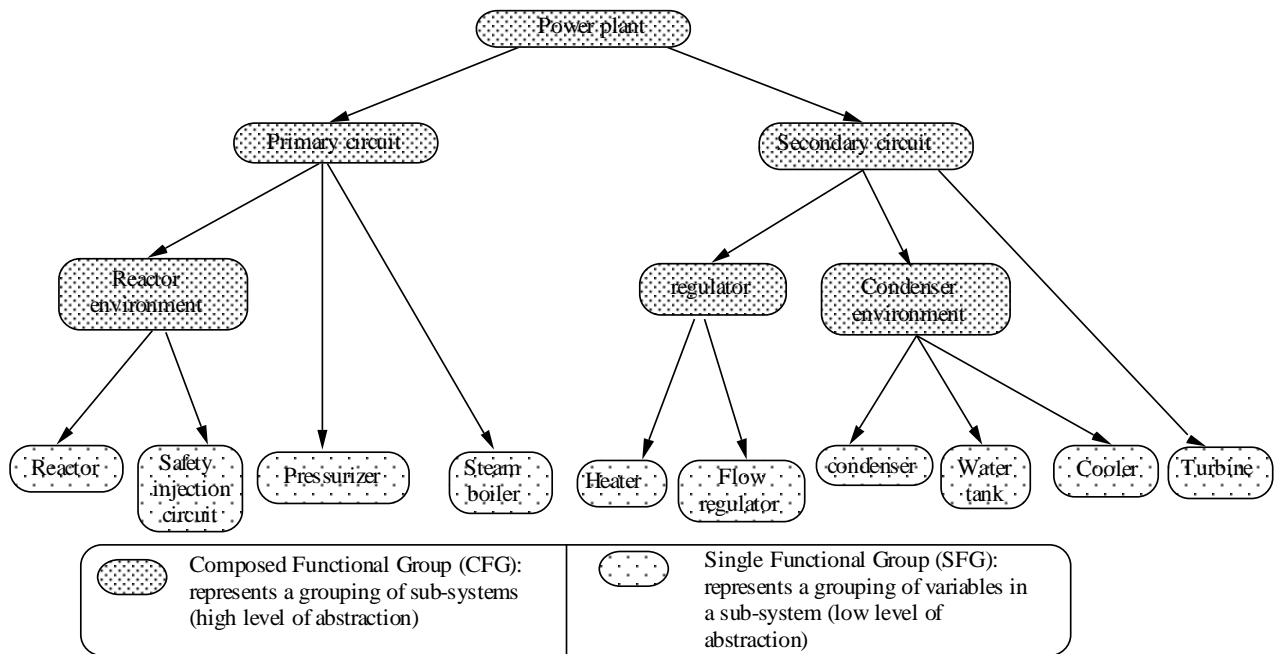 Power plant
Primary circuit
Secondary circuit
Reactor
environment
regulator
Condenser
environment
Reactor
Safety
injection
circuit
Pressurizer
Steam
boiler
Heater
Flow
regulator
condenser
Water
tank
Cooler
Turbine
Composed Functional Group (CFG):
represents a grouping of sub-systems
(high level of abstraction)
Single Functional Group (SFG):
represents a grouping of variables in
a sub-system (low level of
abstraction)